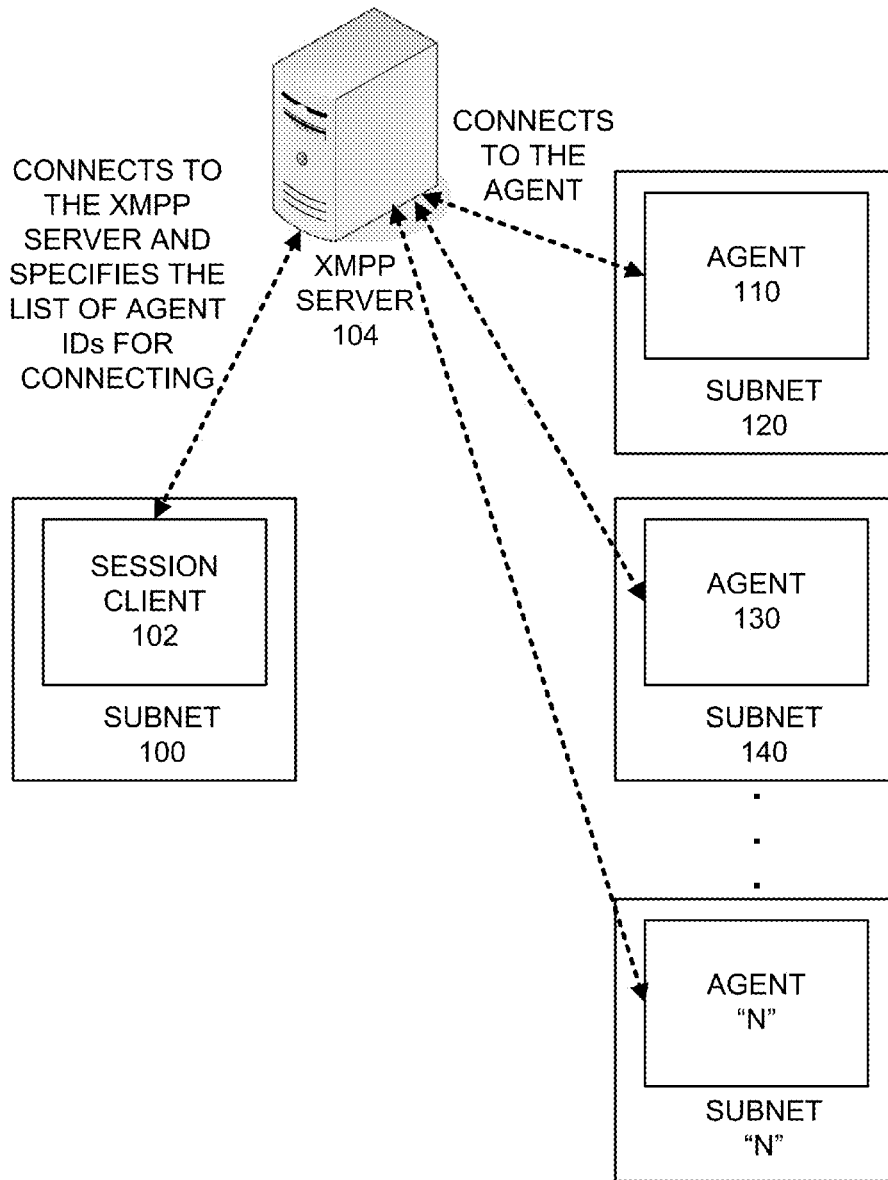 CONNECTS TO
THE XMPP
SERVER AND
SPECIFIES THE
LIST OF AGENT
IDs FOR
CONNECTING
XMPP
SERVER
104
CONNECTS
TO THE
AGENT
AGENT
110
SUBNET
120
SESSION
CLIENT
102
SUBNET
100
AGENT
130
SUBNET
140
AGENT
“N”
SUBNET
“N”